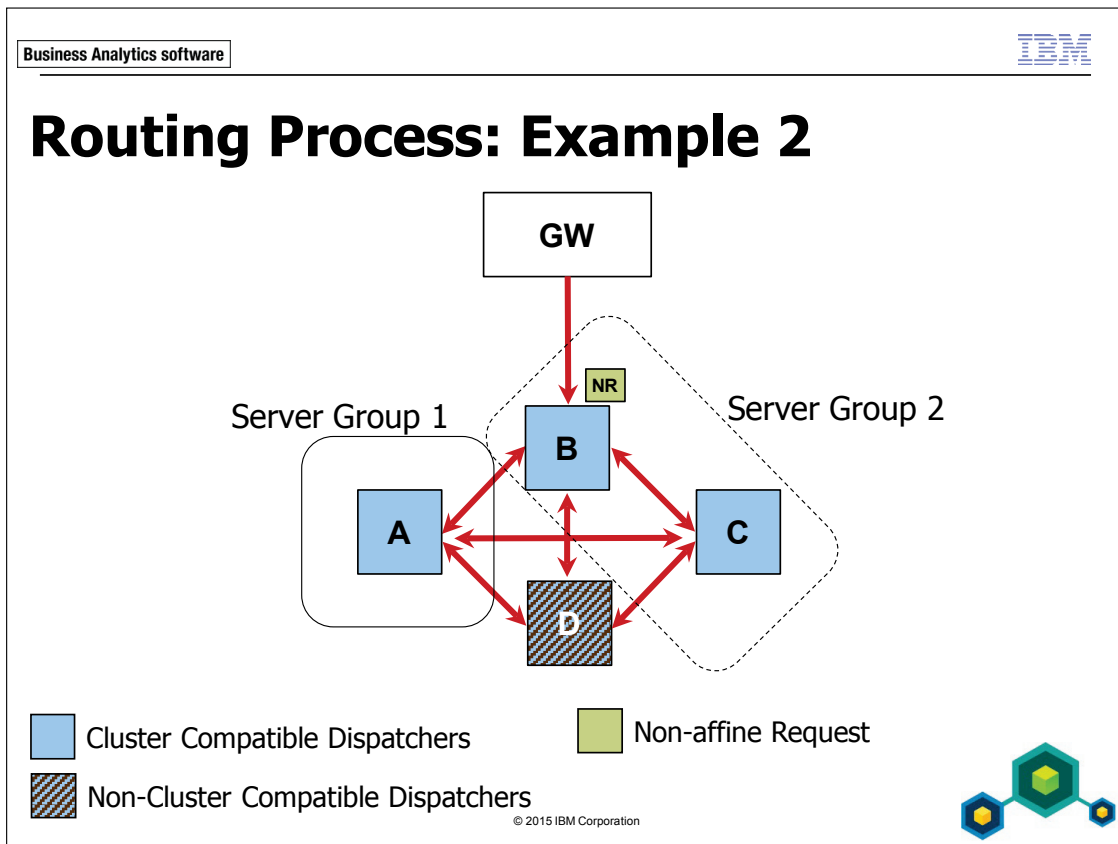 Business Analytics software
IBM
Routing Process: Example 2
GW
NR
Server Group 1
Server Group 2
B
A
C
D
Cluster Compatible Dispatchers
Non-affine Request
Non-Cluster Compatible Dispatchers
© 2015 IBM Corporation